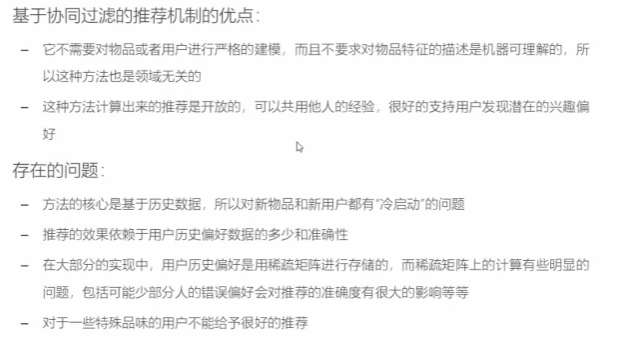 基于协同过滤的推荐机制的优点：
– 它不需要对物品或者用户进行严格的建模，而且不要求对物品特征的描述是机器可理解的，所
以这种方法也是领域无关的
– 这种方法计算出来的推荐是开放的，可以共用他人的经验，很好的支持用户发现潜在的兴趣偏
好
存在的问题：
– 方法的核心是基于历史数据，所以对新物品和新用户都有“冷启动”的问题
– 推荐的效果依赖于用户历史偏好数据的多少和准确性
– 在大部分的实现中，用户历史偏好是用稀疏矩阵进行存储的，而稀疏矩阵上的计算有些明显的
问题，包括可能少部分人的错误偏好会对推荐的准确度有很大的影响等等
– 对于一些特殊品味的用户不能给予很好的推荐